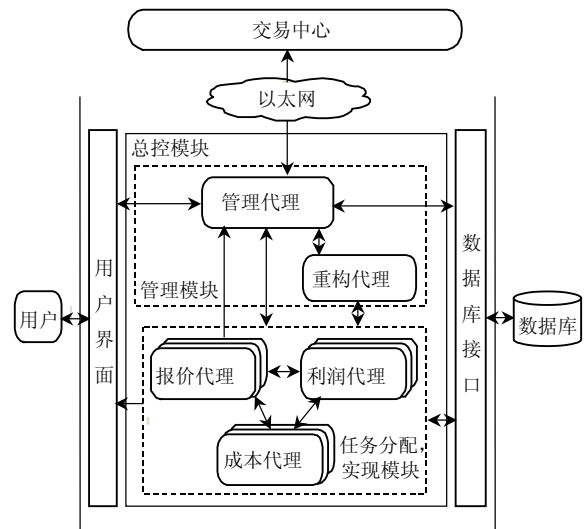 交易中心
以太网
总控模块
管理代理
重构代理
管理模块
用户
用户界面
数据库接口
数据库
报价代理
利润代理
成本代理
任务分配,
实现模块